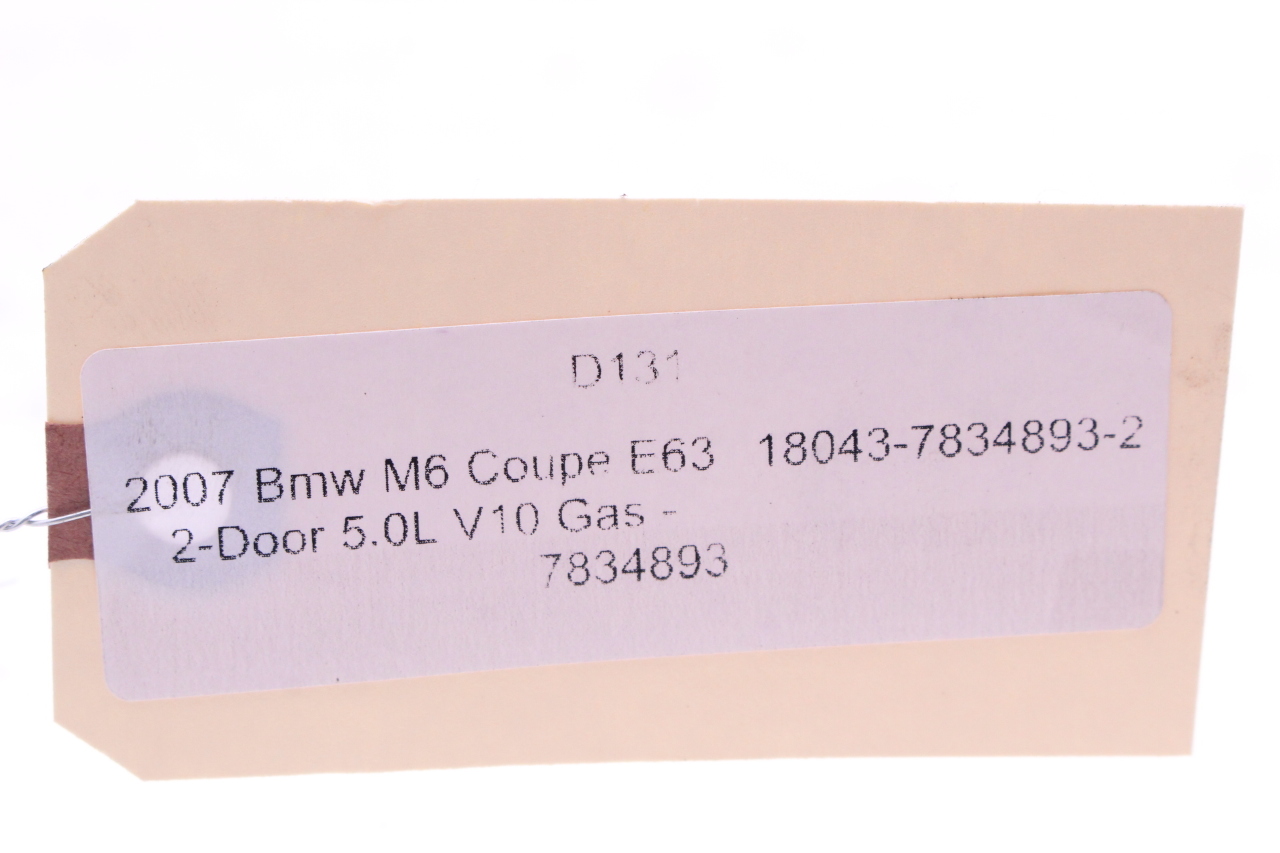 D131
2007 Bmw M6 Coupe E63 18043-7834893-2
2-Door 5.0L V10 Gas -
7834893